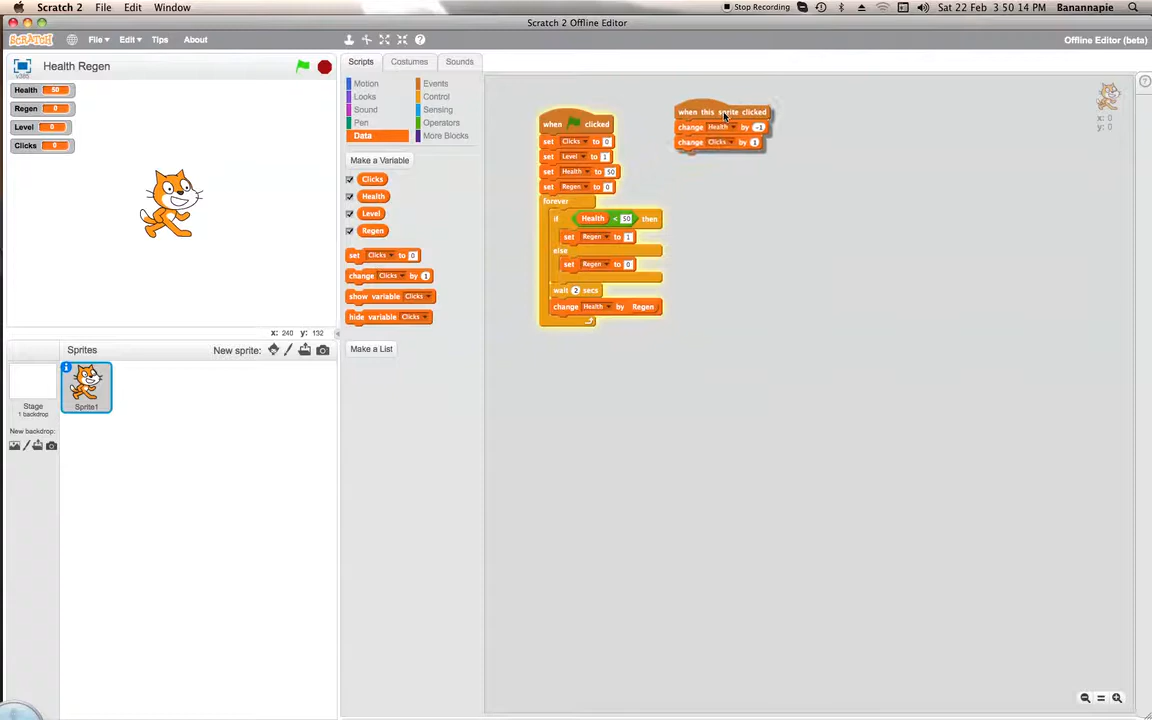 Scratch 2 File Edit Window Stop Recording Sat 22 Feb 3 50 14 PM Banannapie
Scratch 2 Offline Editor
SCRATCH File Edit Tips About Offline Editor (beta)
Health Regen
v385
Health 50
Regen 0
Level 0
Clicks 0
x: 240 y: 132
Sprites New sprite:
Stage
1 backdrop
New backdrop:
Sprite1
Scripts Costumes Sounds
Motion Events
Looks Control
Sound Sensing
Pen Operators
Data More Blocks
Make a Variable
Clicks
Health
Level
Regen
set Clicks to 0
change Clicks by 1
show variable Clicks
hide variable Clicks
Make a List
when clicked
set Clicks to 0
set Level to 1
set Health to 50
set Regen to 0
forever
if Health < 50 then
set Regen to 1
else
set Regen to 0
wait 2 secs
change Health by Regen
when this sprite clicked
change Health by -1
change Clicks by 1
x: 0
y: 0